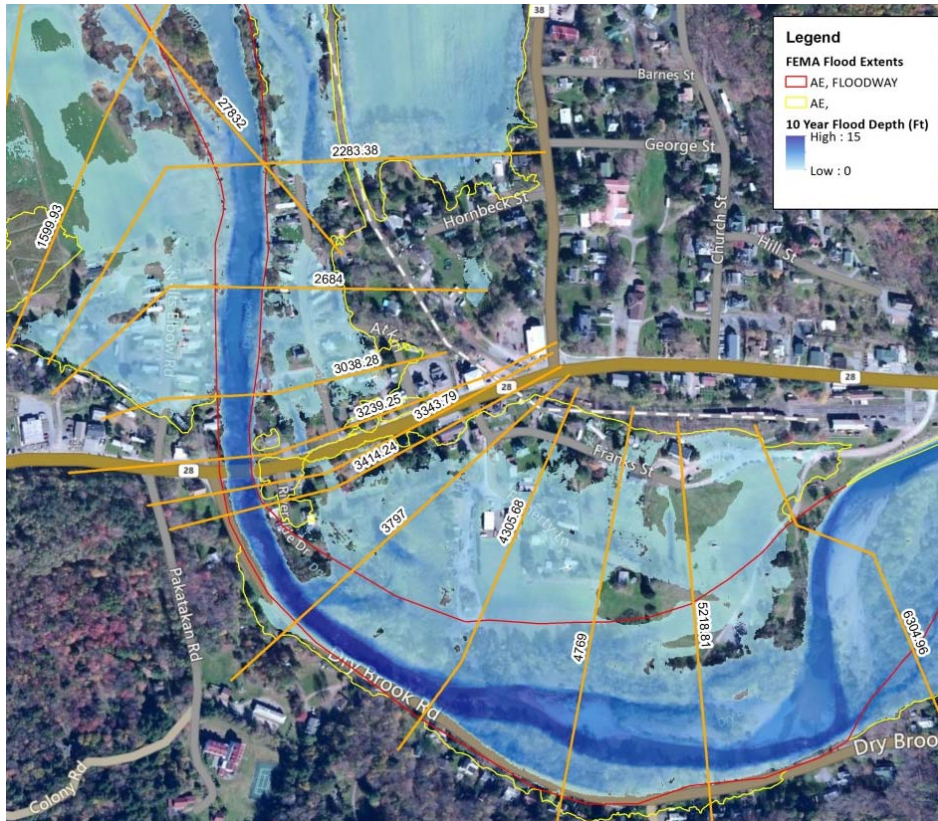 Legend
FEMA Flood Extents
AE, FLOODWAY
AE,
10 Year Flood Depth (Ft)
High : 15
Low : 0
38
Barnes St
George St
Church St
Hill St
Hornbeck St
27832
2283.38
1599.93
2684
3038.28
3239.25
3343.79
3414.24
28
28
28
Franks St
3797
4305.68
4769
5218.81
6304.96
Pakatakan Rd
Colony Rd
Dry Brook Rd
Dry Broo